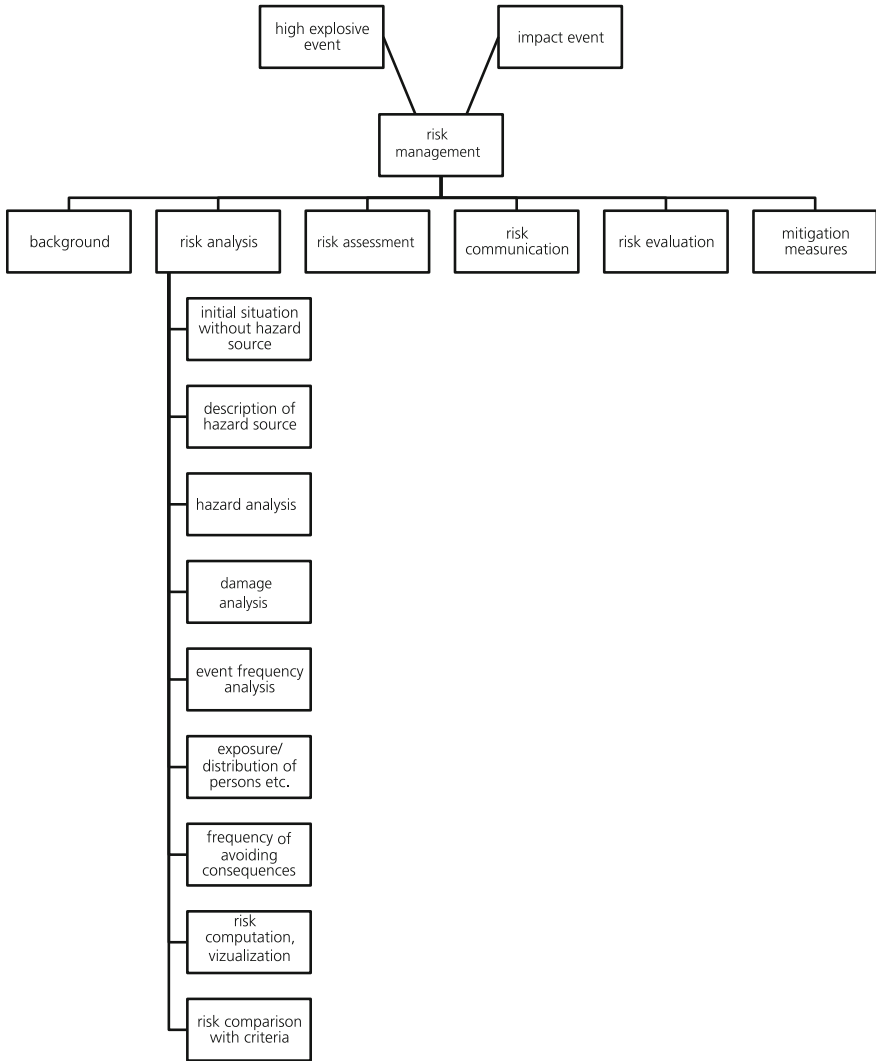 high explosive
event
impact event
risk
management
background
risk analysis
risk assessment
risk
communication
risk evaluation
mitigation
measures
initial situation
without hazard
source
description of
hazard source
hazard analysis
damage
analysis
event frequency
analysis
exposure/
distribution of
persons etc.
frequency of
avoiding
consequences
risk
computation,
vizualization
risk comparison
with criteria